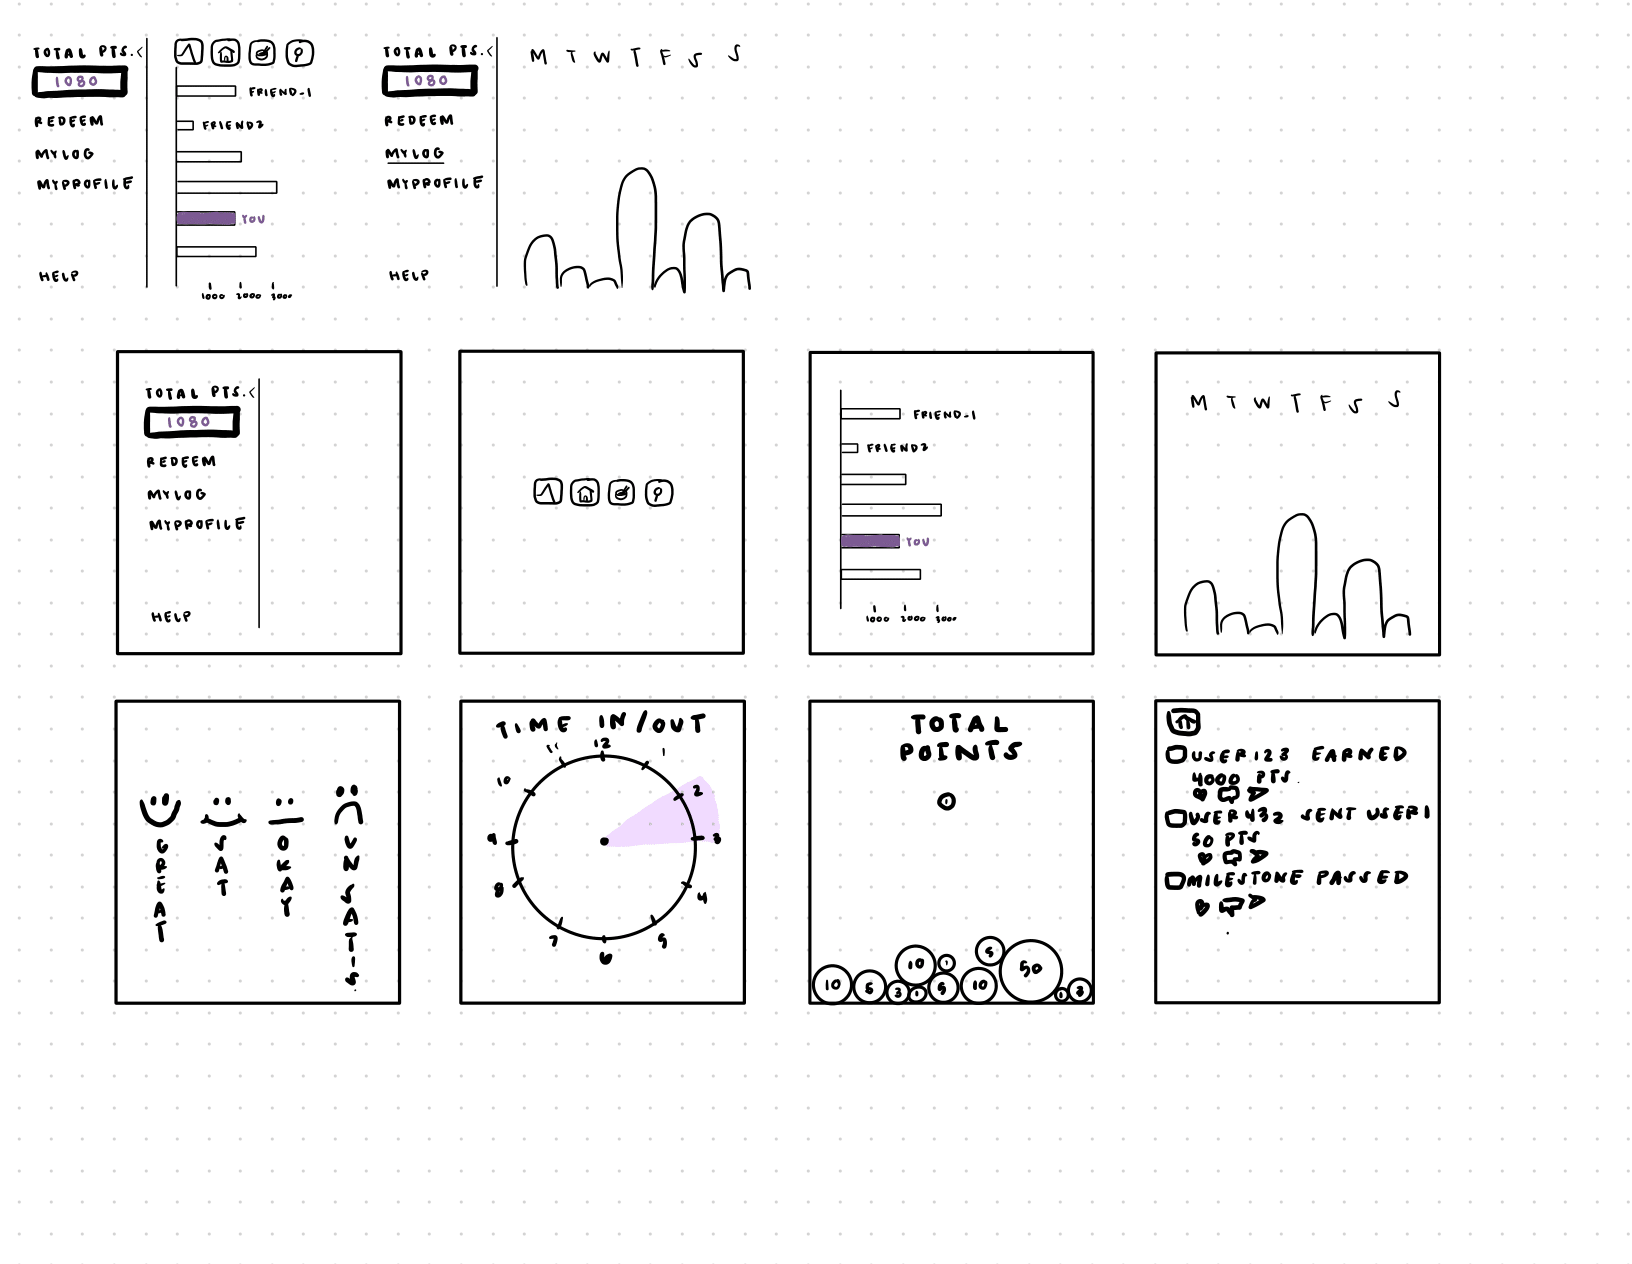 TOTAL PTS. <
1080
REDEEM
MYLOG
MYPROFILE
HELP
FRIEND-1
FRIEND2
YOU
1000 2000 3000
TOTAL PTS. <
1080
REDEEM
MYLOG
MYPROFILE
HELP
M T W T F S S
TOTAL PTS. <
1080
REDEEM
MYLOG
MYPROFILE
HELP
FRIEND-1
FRIEND2
YOU
1000 2000 3000
M T W T F S S
GREAT
SAT
OKAY
UNSATIS.
TIME IN/OUT
12
1
2
3
4
5
6
7
8
9
10
11
TOTAL
POINTS
1
10 5 3 10 1 1 5 10 5 50 1 3
USER123 EARNED
4000 PTS.
USER432 SENT USER1
50 PTS
MILESTONE PASSED